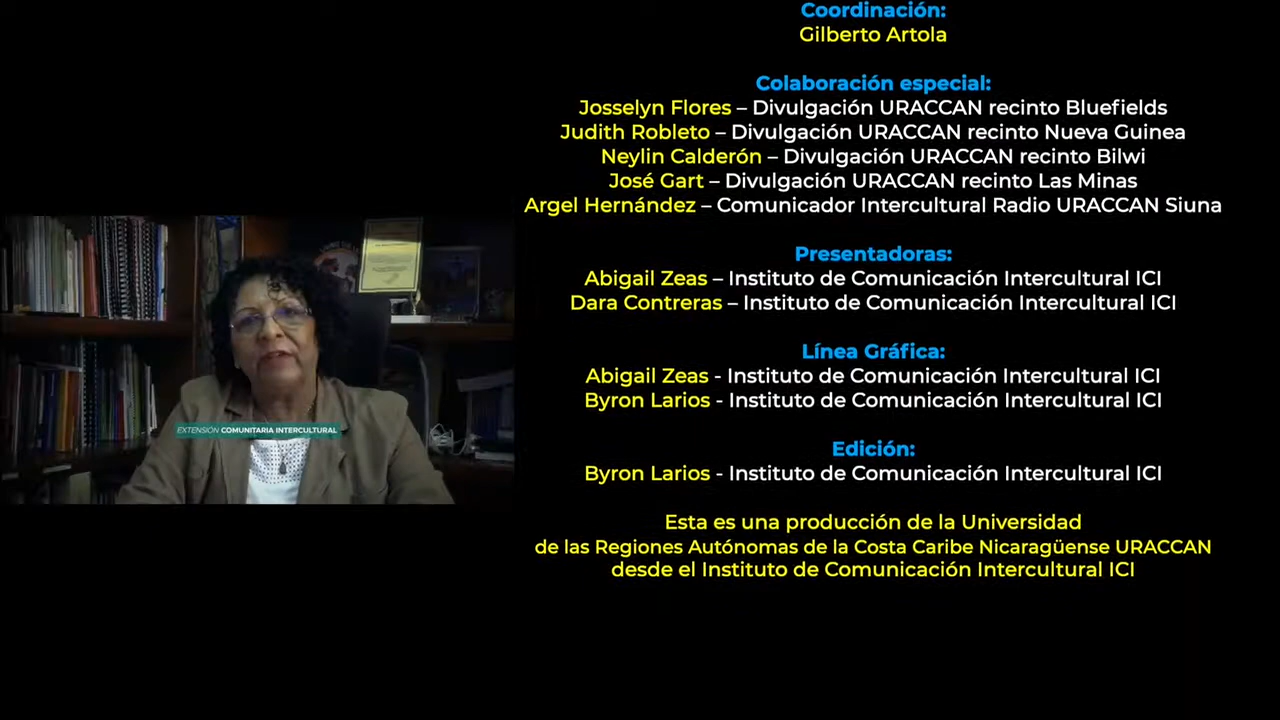 Coordinación:
Gilberto Artola
Colaboración especial:
Josselyn Flores – Divulgación URACCAN recinto Bluefields
Judith Robleto – Divulgación URACCAN recinto Nueva Guinea
Neylin Calderón – Divulgación URACCAN recinto Bilwi
José Gart – Divulgación URACCAN recinto Las Minas
Argel Hernández – Comunicador Intercultural Radio URACCAN Siuna
Presentadoras:
Abigail Zeas – Instituto de Comunicación Intercultural ICI
Dara Contreras – Instituto de Comunicación Intercultural ICI
Línea Gráfica:
Abigail Zeas - Instituto de Comunicación Intercultural ICI
Byron Larios - Instituto de Comunicación Intercultural ICI
Edición:
Byron Larios - Instituto de Comunicación Intercultural ICI
Esta es una producción de la Universidad
de las Regiones Autónomas de la Costa Caribe Nicaragüense URACCAN
desde el Instituto de Comunicación Intercultural ICI
EXTENSIÓN COMUNITARIA INTERCULTURAL